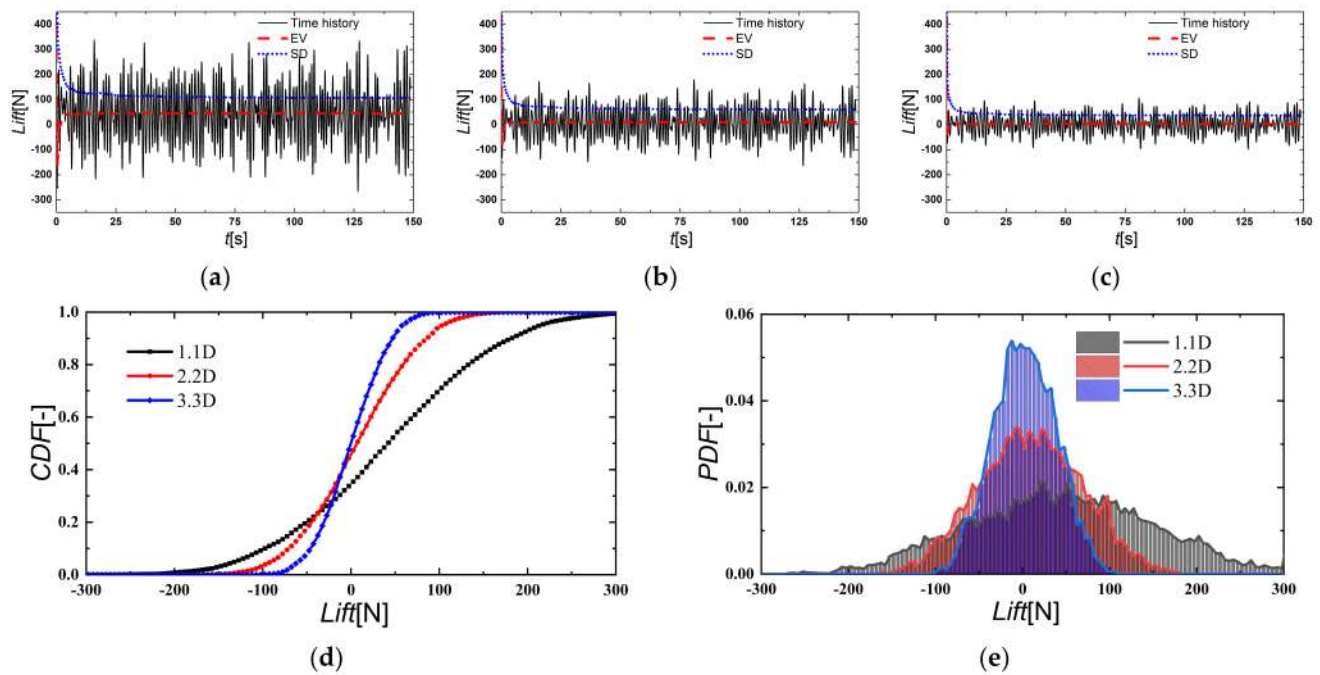 Lift[N]
400
300
200
100
0
-100
-200
-300
0 25 50 75 100 125 150
t[s]
Time history
EV
SD
(a)
400
300
200
100
0
-100
-200
-300
0 25 50 75 100 125 150
t[s]
Lift[N]
Time history
EV
SD
(b)
400
300
200
100
0
-100
-200
-300
0 25 50 75 100 125 150
t[s]
Lift[N]
Time history
EV
SD
(c)
CDF[-]
1.0
0.8
0.6
0.4
0.2
0.0
-300 -200 -100 0 100 200 300
Lift[N]
1.1D
2.2D
3.3D
(d)
PDF[-]
0.06
0.04
0.02
0.00
-300 -200 -100 0 100 200 300
Lift[N]
1.1D
2.2D
3.3D
(e)